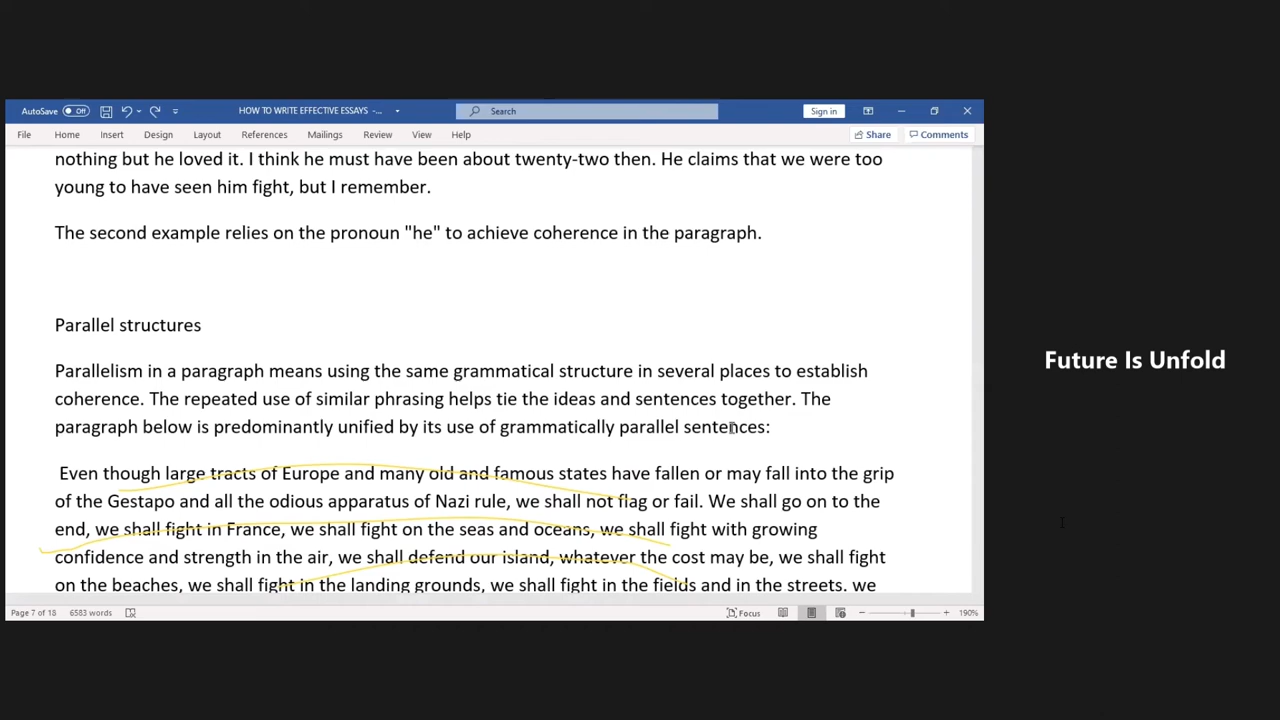 AutoSave Off
HOW TO WRITE EFFECTIVE ESSAYS -...
Search
Sign in
File Home Insert Design Layout References Mailings Review View Help
Share Comments
nothing but he loved it. I think he must have been about twenty-two then. He claims that we were too
young to have seen him fight, but I remember.
The second example relies on the pronoun "he" to achieve coherence in the paragraph.
Parallel structures
Parallelism in a paragraph means using the same grammatical structure in several places to establish
coherence. The repeated use of similar phrasing helps tie the ideas and sentences together. The
paragraph below is predominantly unified by its use of grammatically parallel sentences:
Even though large tracts of Europe and many old and famous states have fallen or may fall into the grip
of the Gestapo and all the odious apparatus of Nazi rule, we shall not flag or fail. We shall go on to the
end, we shall fight in France, we shall fight on the seas and oceans, we shall fight with growing
confidence and strength in the air, we shall defend our island, whatever the cost may be, we shall fight
on the beaches, we shall fight in the landing grounds, we shall fight in the fields and in the streets. we
Page 7 of 18 6583 words
Focus
190%
Future Is Unfold